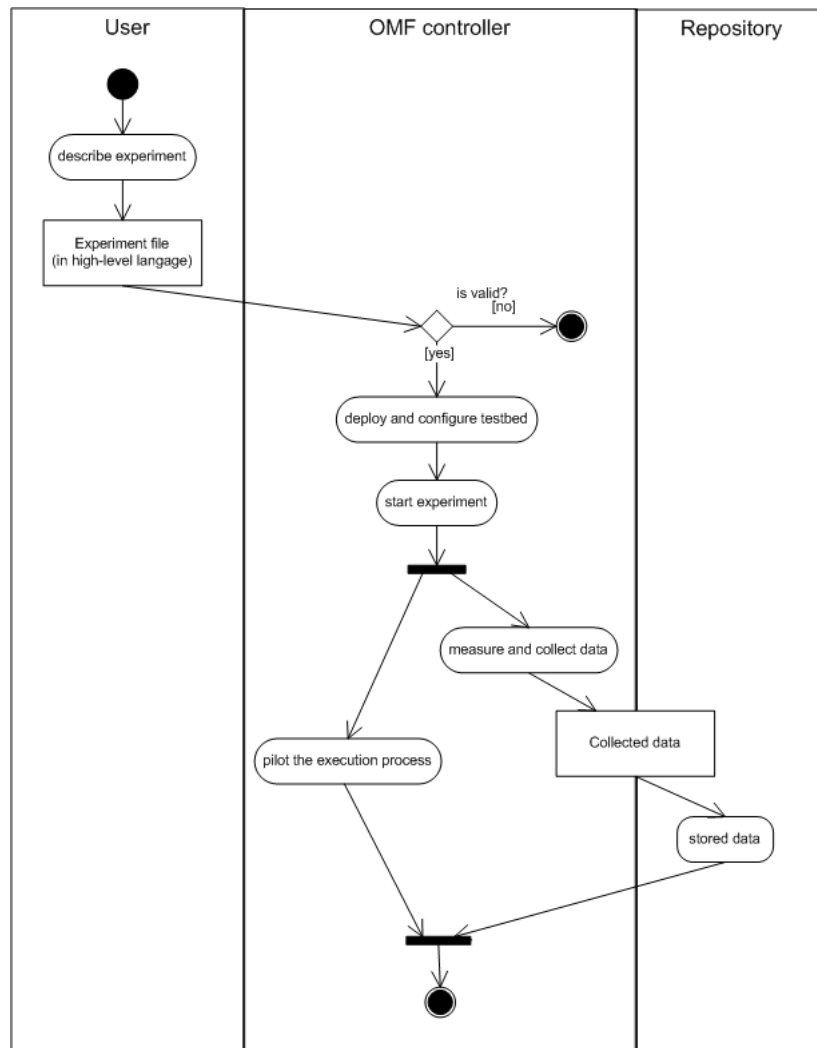 User
OMF controller
Repository
describe experiment
Experiment file
(in high-level langage)
is valid?
[no]
[yes]
deploy and configure testbed
start experiment
measure and collect data
Collected data
pilot the execution process
stored data